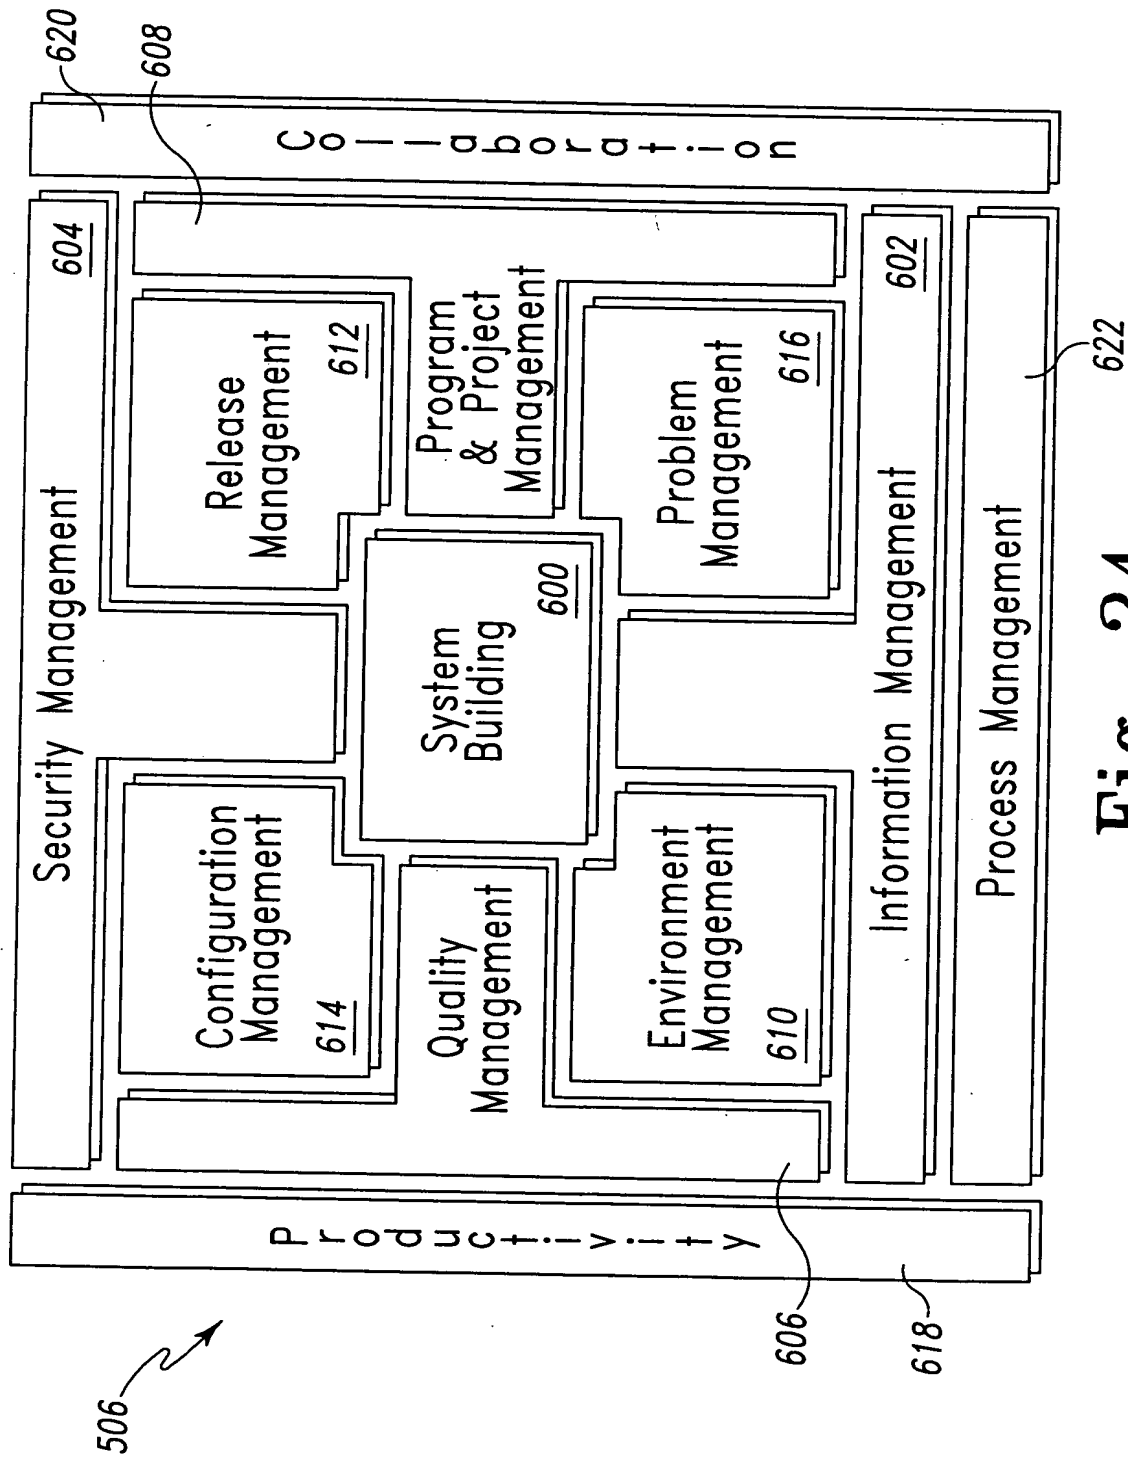 506
Security Management
604
620
608
Productivity
Collaboration
Configuration
Management
614
Release
Management
612
Quality
Management
System
Building
600
Program
& Project
Management
Environment
Management
610
Problem
Management
616
606
618
Information Management
602
Process Management
622